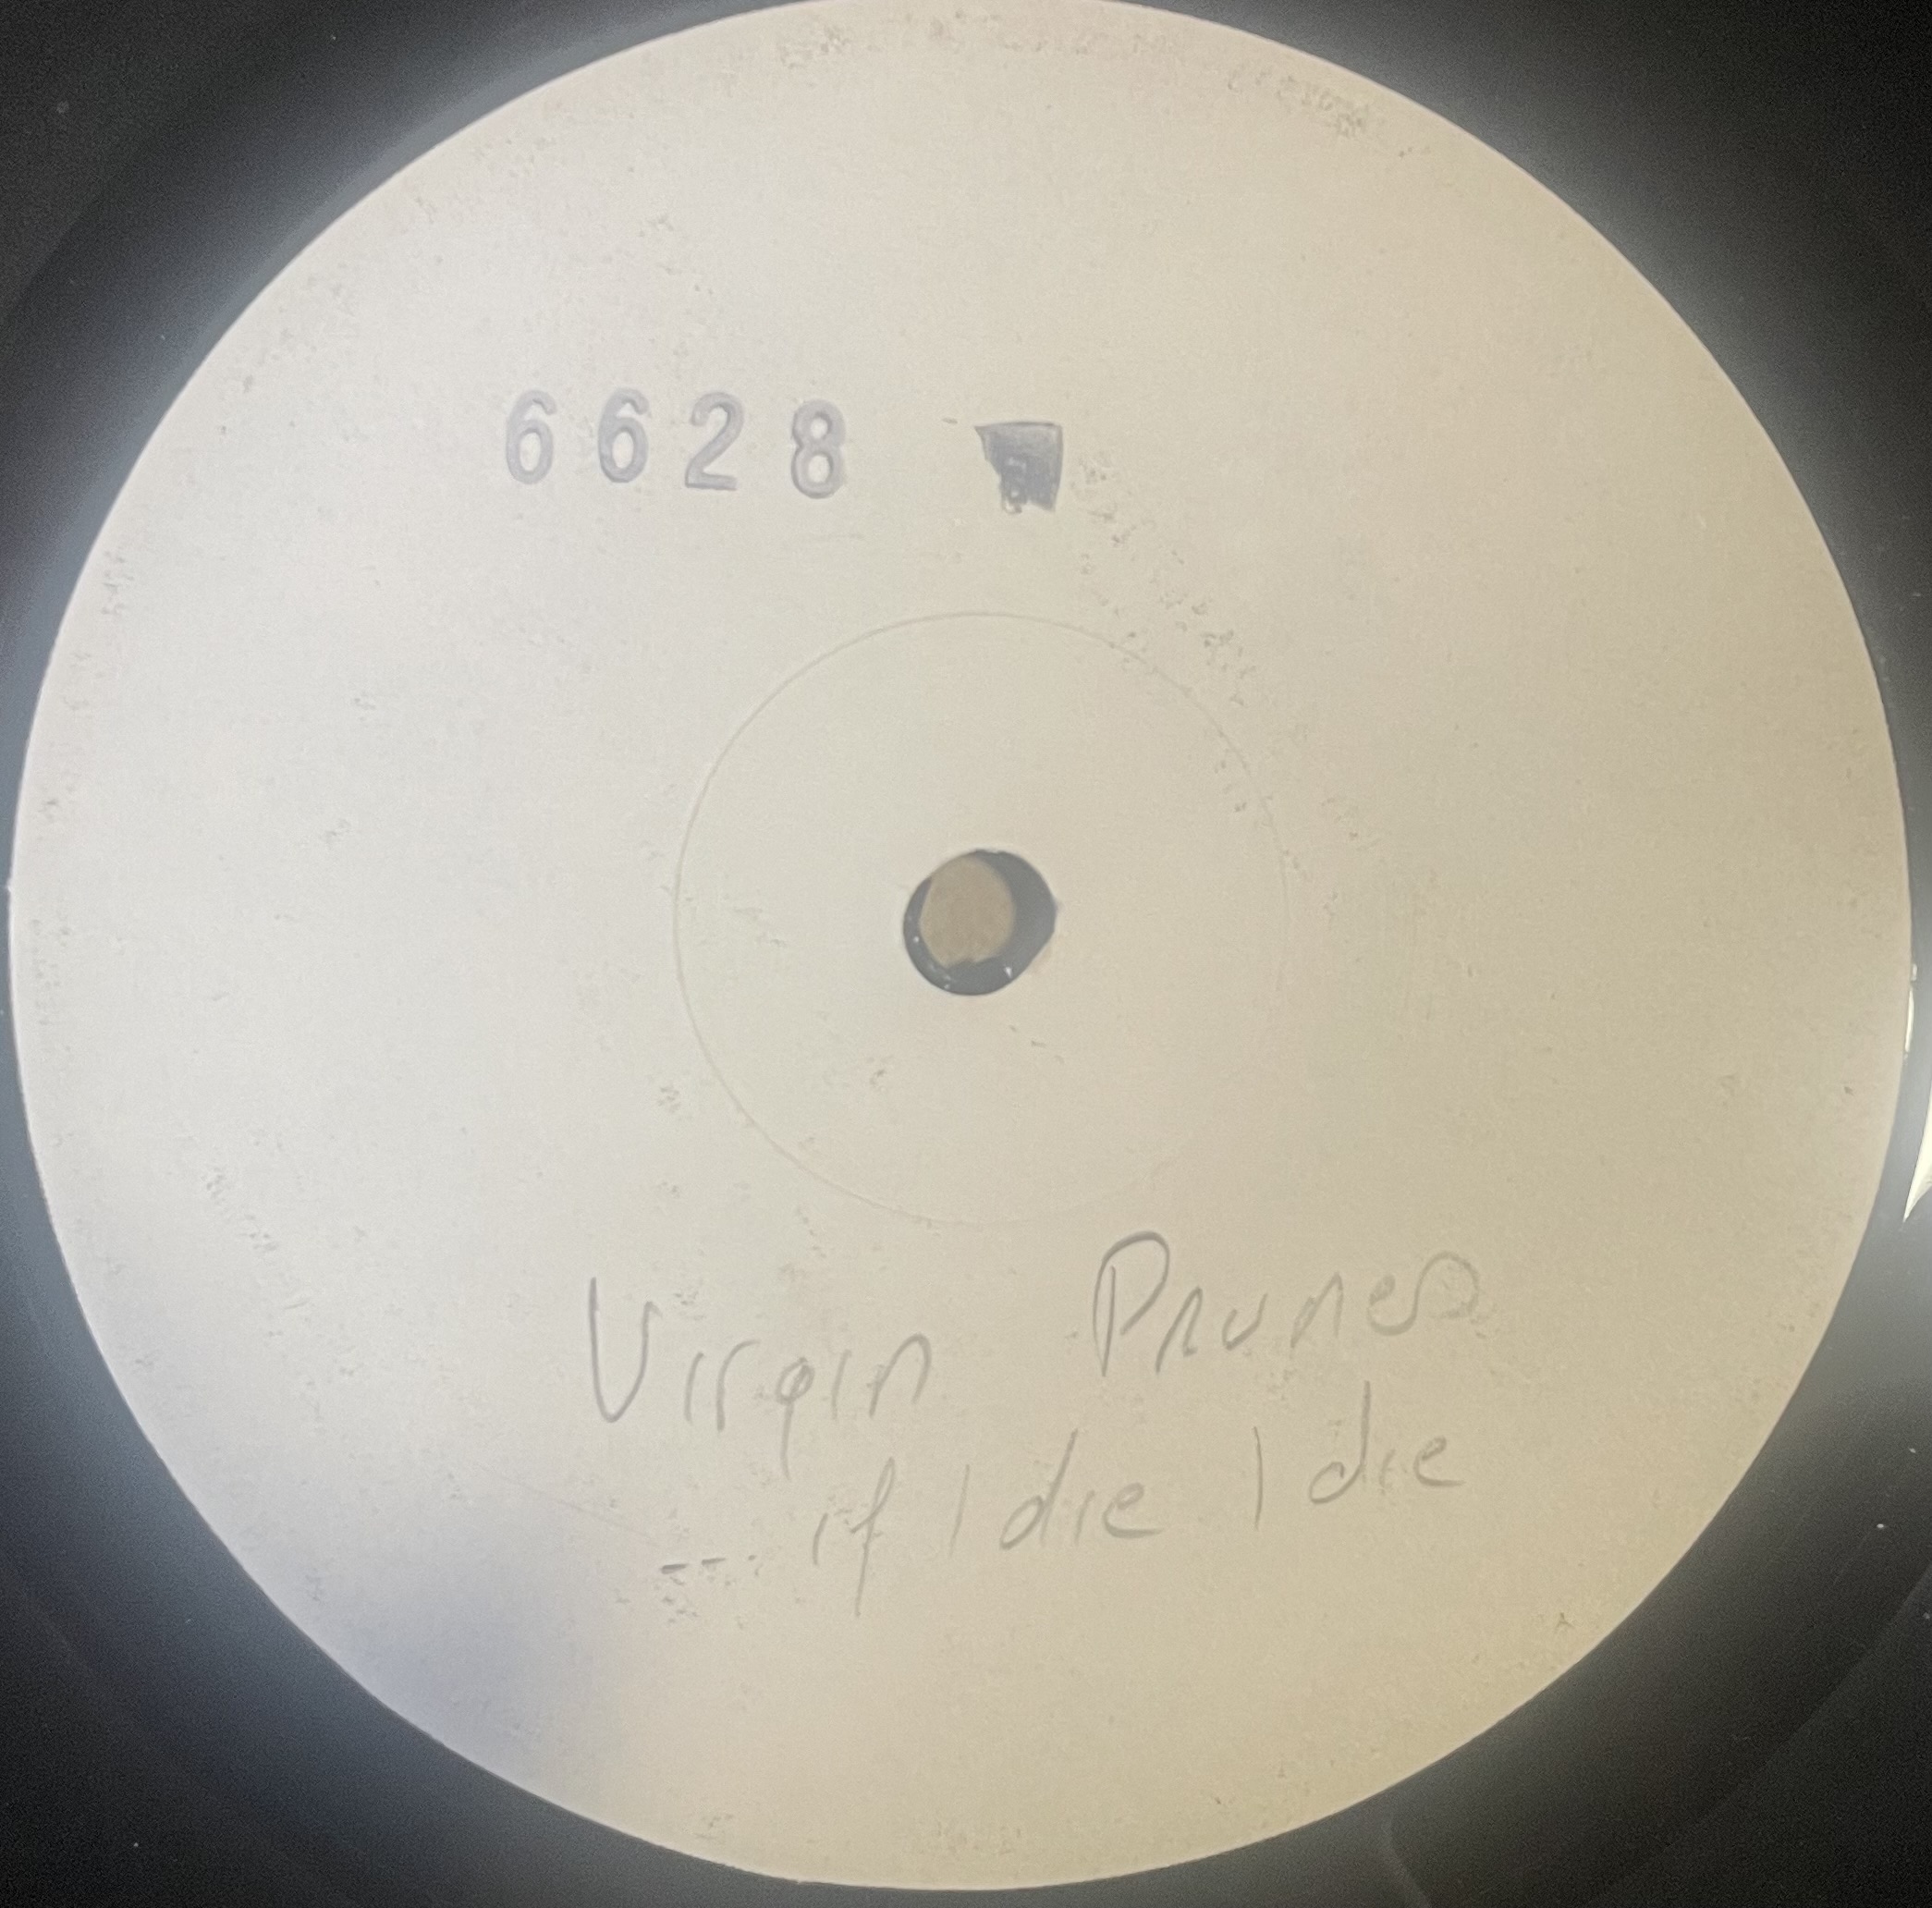 6628
Virgin Prunes
--- if I die I die